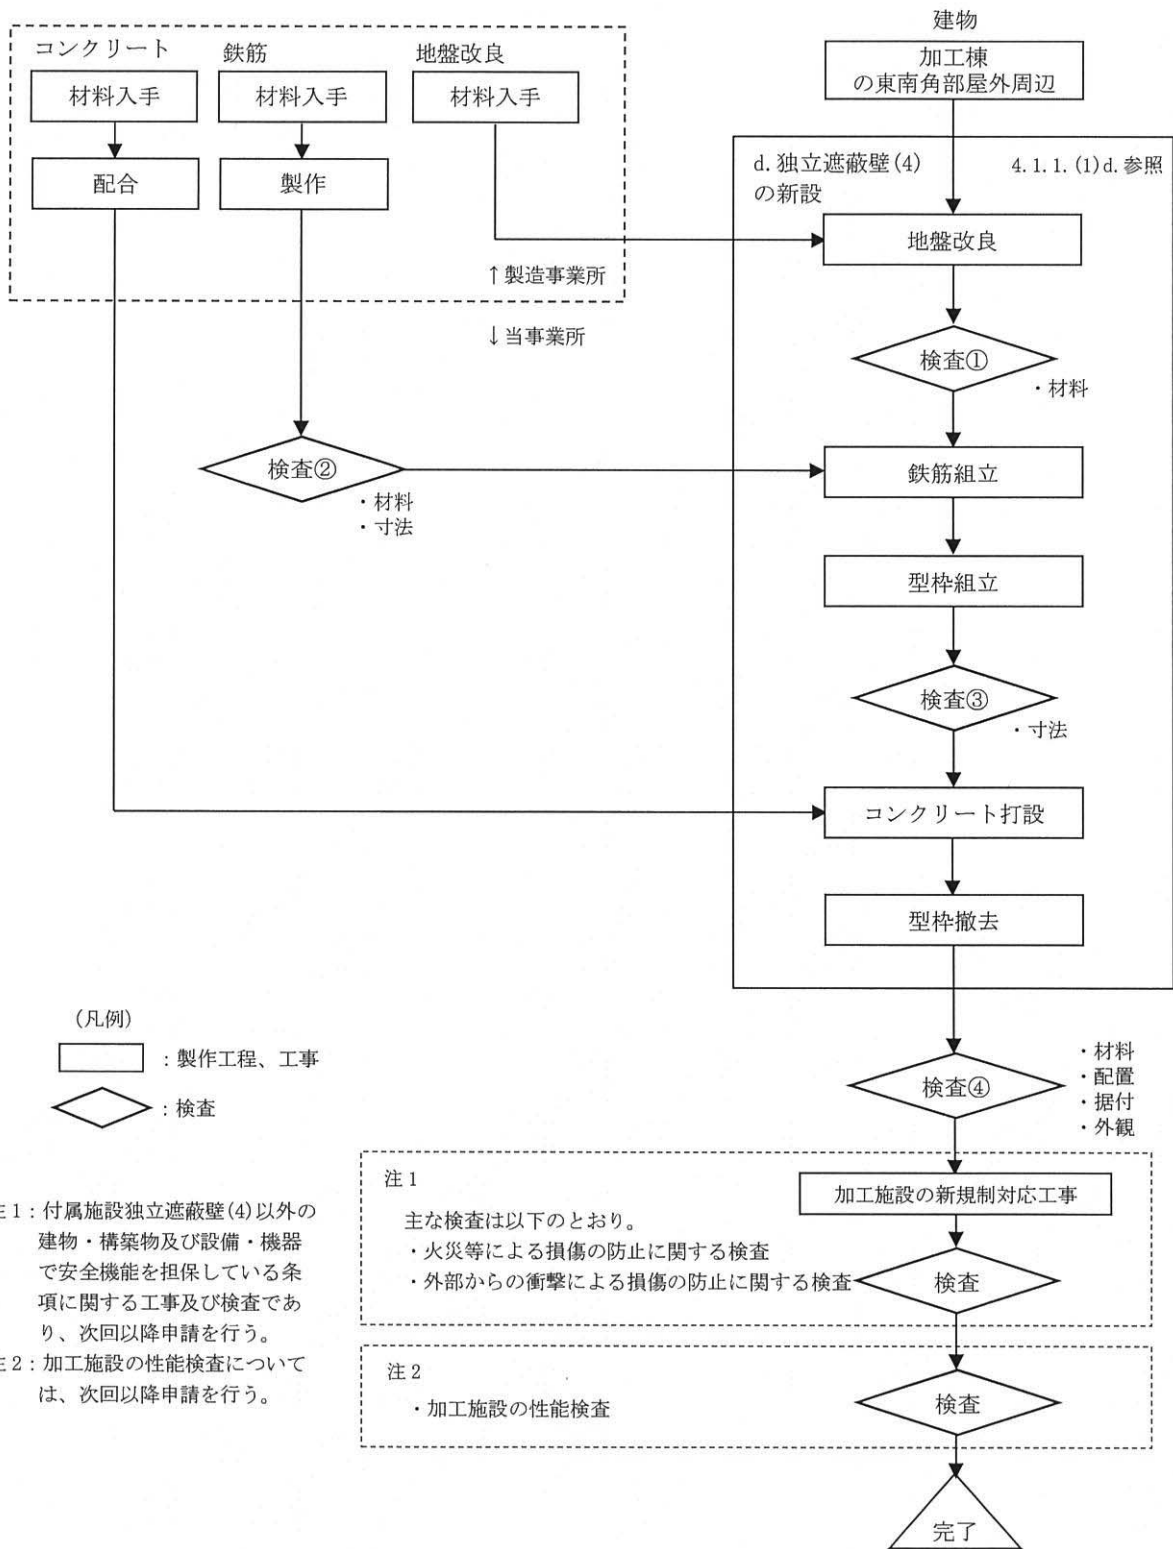 建物
加工棟
の東南角部屋外周辺
コンクリート
鉄筋
地盤改良
材料入手
材料入手
材料入手
配合
製作
↑製造事業所
↓当事業所
検査②
・材料
・寸法
d.独立遮蔽壁(4)
の新設
4.1.1.(1)d.参照
地盤改良
検査①
・材料
鉄筋組立
型枠組立
検査③
・寸法
コンクリート打設
型枠撤去
検査④
・材料
・配置
・据付
・外観
(凡例)
：製作工程、工事
：検査
注1
主な検査は以下のとおり。
・火災等による損傷の防止に関する検査
・外部からの衝撃による損傷の防止に関する検査
加工施設の新規制対応工事
検査
注2
・加工施設の性能検査
検査
完了
注1：付属施設独立遮蔽壁(4)以外の
建物・構築物及び設備・機器
で安全機能を担保している条
項に関する工事及び検査であ
り、次回以降申請を行う。
注2：加工施設の性能検査について
は、次回以降申請を行う。